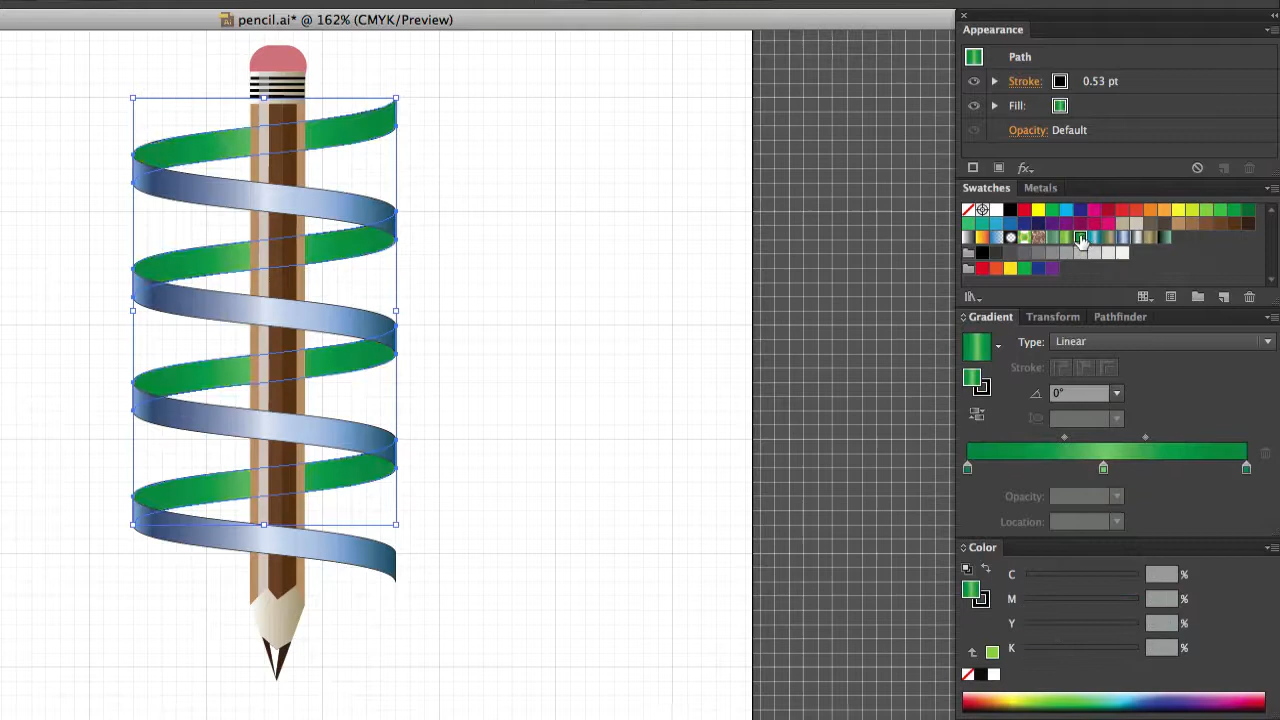 pencil.ai* @ 162% (CMYK/Preview)
Appearance
Path
Stroke: 0.53 pt
Fill:
Opacity: Default
fx
Swatches Metals
Gradient Transform Pathfinder
Type: Linear
Stroke:
0°
Opacity:
Location:
Color
C %
M %
Y %
K %